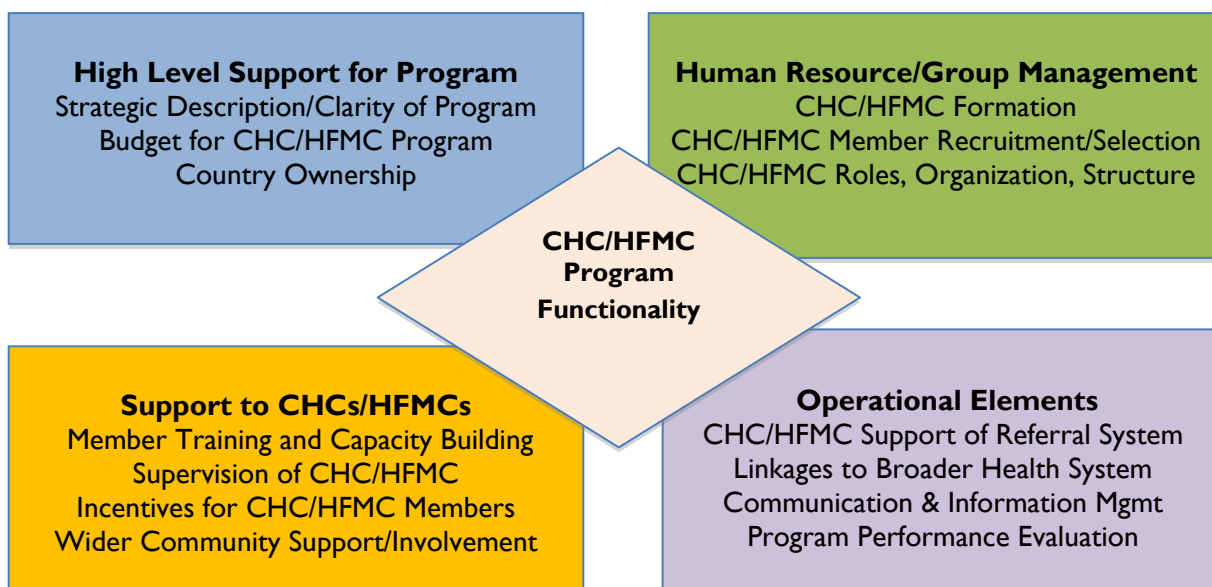 High Level Support for Program
Strategic Description/Clarity of Program
Budget for CHC/HFMC Program
Country Ownership
Human Resource/Group Management
CHC/HFMC Formation
CHC/HFMC Member Recruitment/Selection
CHC/HFMC Roles, Organization, Structure
CHC/HFMC
Program
Functionality
Support to CHCs/HFMCs
Member Training and Capacity Building
Supervision of CHC/HFMC
Incentives for CHC/HFMC Members
Wider Community Support/Involvement
Operational Elements
CHC/HFMC Support of Referral System
Linkages to Broader Health System
Communication & Information Mgmt
Program Performance Evaluation